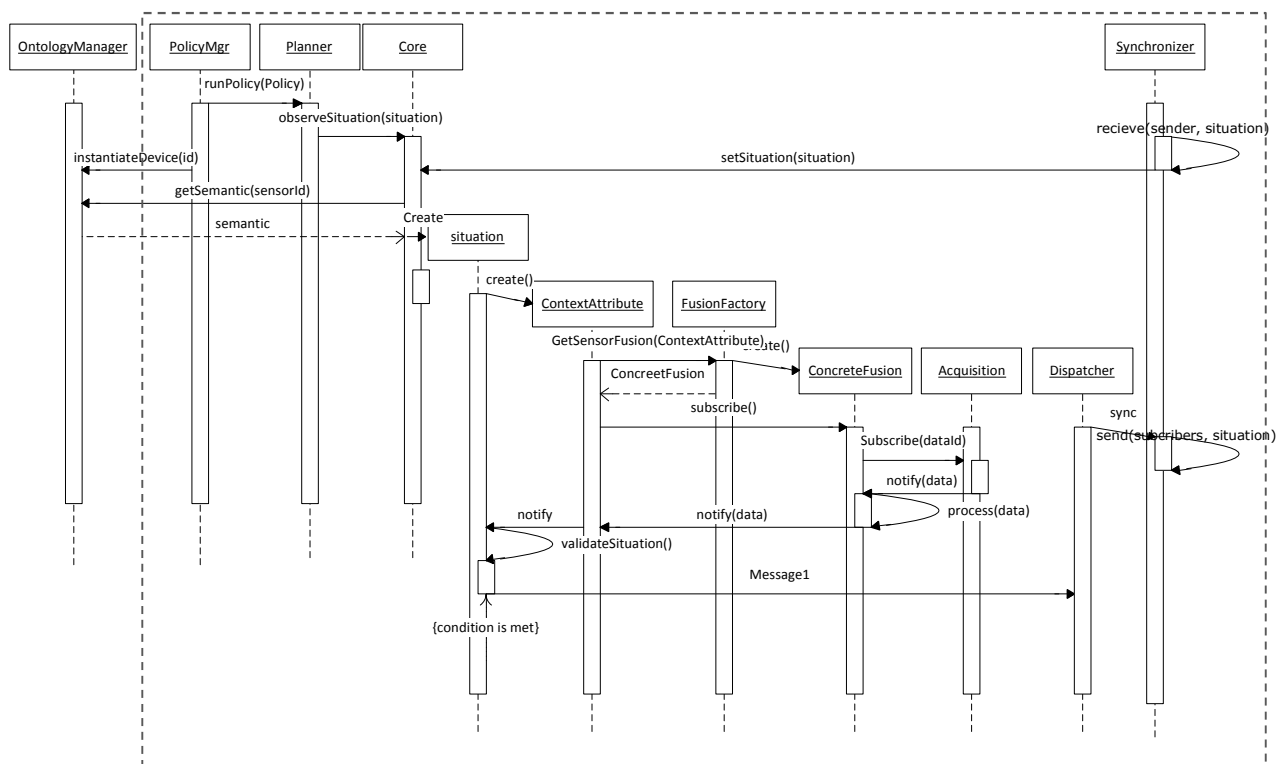 OntologyManager
PolicyMgr
Planner
Core
Synchronizer
runPolicy(Policy)
observeSituation(situation)
recieve(sender, situation)
instantiateDevice(id)
setSituation(situation)
getSemantic(sensorId)
Create
semantic
situation
create()
ContextAttribute
FusionFactory
GetSensorFusion(ContextAttribute)
create()
ConcreetFusion
ConcreteFusion
Acquisition
Dispatcher
subscribe()
sync
send(subcribers, situation)
Subscribe(dataId)
notify(data)
process(data)
notify
notify(data)
validateSituation()
Message1
{condition is met}